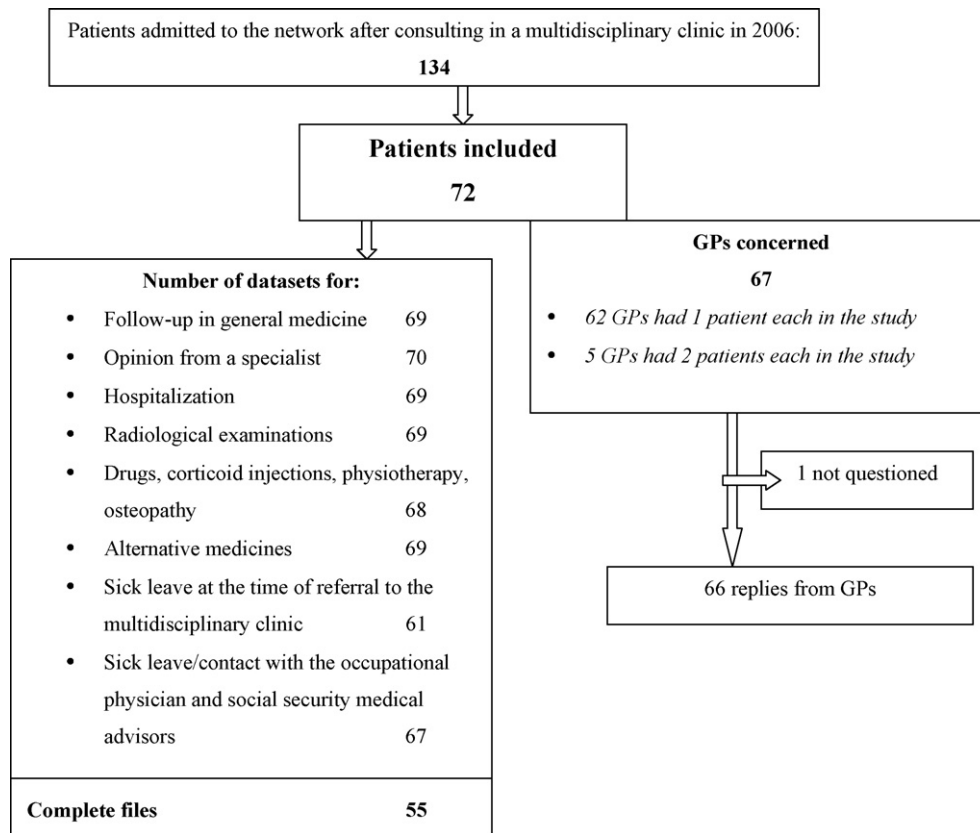 Patients admitted to the network after consulting in a multidisciplinary clinic in 2006:
134
Patients included
72
Number of datasets for:
• Follow-up in general medicine 69
• Opinion from a specialist 70
• Hospitalization 69
• Radiological examinations 69
• Drugs, corticoid injections, physiotherapy,
osteopathy 68
• Alternative medicines 69
• Sick leave at the time of referral to the
multidisciplinary clinic 61
• Sick leave/contact with the occupational
physician and social security medical
advisors 67
Complete files 55
GPs concerned
67
• 62 GPs had 1 patient each in the study
• 5 GPs had 2 patients each in the study
1 not questioned
66 replies from GPs